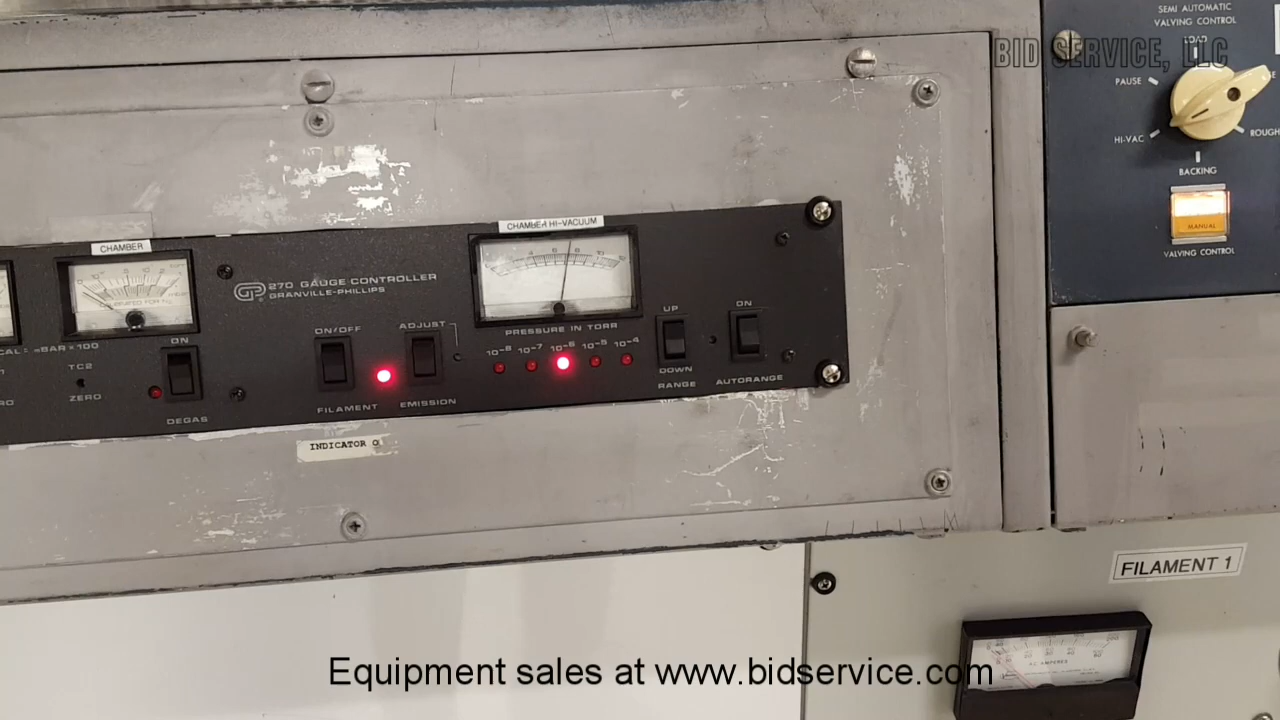 SEMI AUTOMATIC
VALVING CONTROL
BID SERVICE, LLC
LOAD
PAUSE
HI-VAC
ROUGH
BACKING
MANUAL
VALVING CONTROL
CHAMBER
CHAMBER HI-VACUUM
GP 270 GAUGE CONTROLLER
GRANVILLE-PHILLIPS
ON/OFF
ADJUST
PRESSURE IN TORR
10⁻⁸ 10⁻⁷ 10⁻⁶ 10⁻⁵ 10⁻⁴
UP
DOWN
RANGE
ON
AUTORANGE
ON
TC2
ZERO
DEGAS
FILAMENT
EMISSION
INDICATOR
FILAMENT 1
A.C. AMPERES
Equipment sales at www.bidservice.com